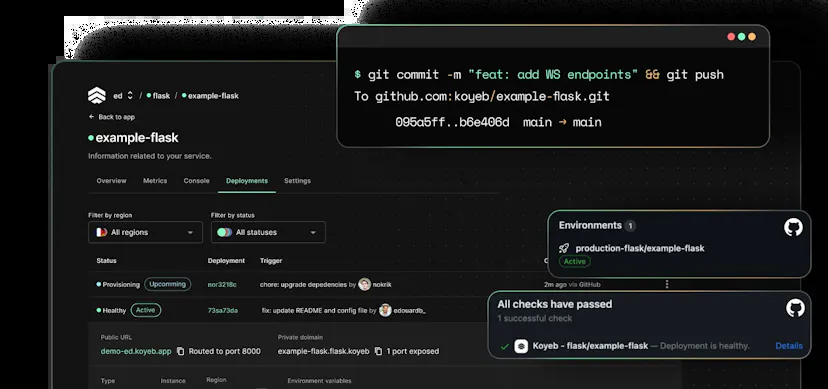 $ git commit -m "feat: add WS endpoints" && git push
To github.com:koyeb/example-flask.git
095a5ff..b6e406d main → main
ed / flask / example-flask
← Back to app
example-flask
Information related to your service.
Overview Metrics Console Deployments Settings
Filter by region Filter by status
All regions All statuses
Status Deployment Trigger
Provisioning Upcomming nor3218c chore: upgrade depedencies by nokrik 2m ago via GitHub
Healthy Active 73sa73da fix: update README and config file by edouardb_
Public URL Private dolmain
demo-ed.koyeb.app Routed to port 8000 example-flask.flask.koyeb 1 port exposed
Type Instance Region Environment variables
Environments 1
production-flask/example-flask
Active
All checks have passed
1 successful check
Koyeb - flask/example-flask — Deployment is healthy. Details